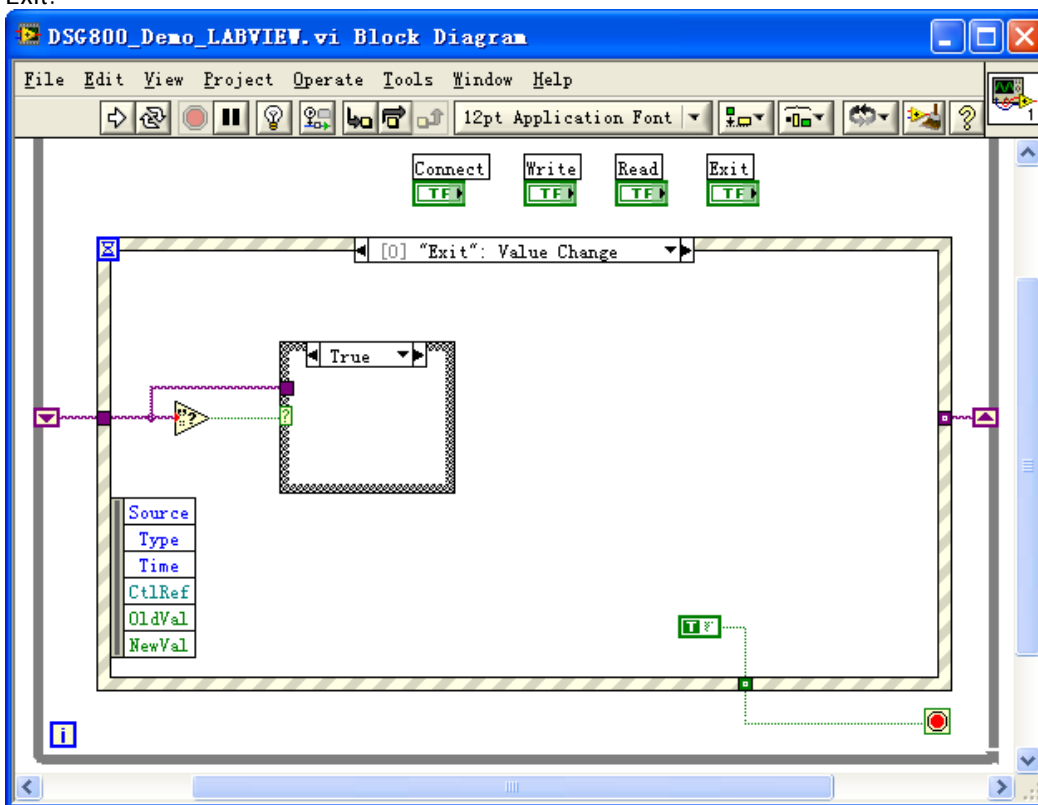 Exit:
DSG800_Demo_LABVIEW.vi Block Diagram
File Edit View Project Operate Tools Window Help
12pt Application Font
1
Connect Write Read Exit
TF TF TF TF
[0] "Exit": Value Change
True
"?
?
Source
Type
Time
CtlRef
OldVal
NewVal
T
i